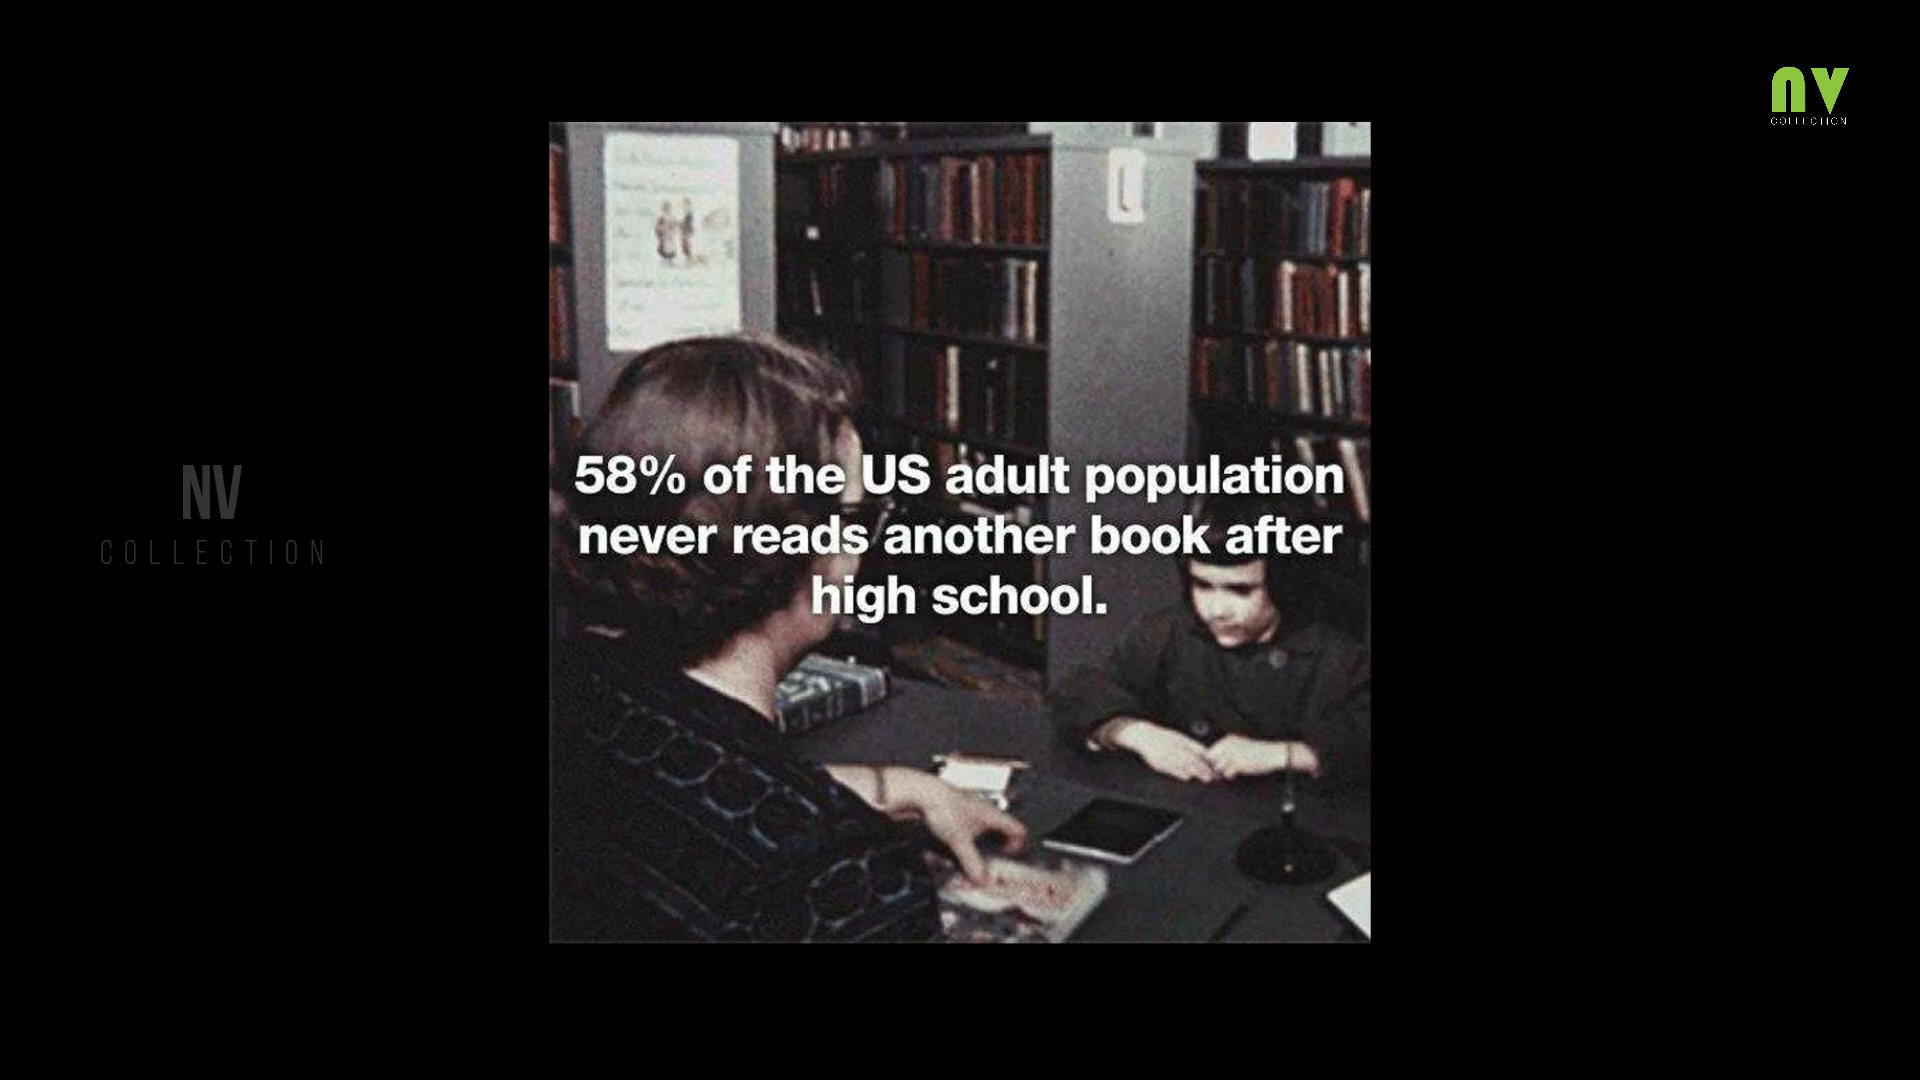 NV
COLLECTION
58% of the US adult population
never reads another book after
high school.
NV
COLLECTION
L